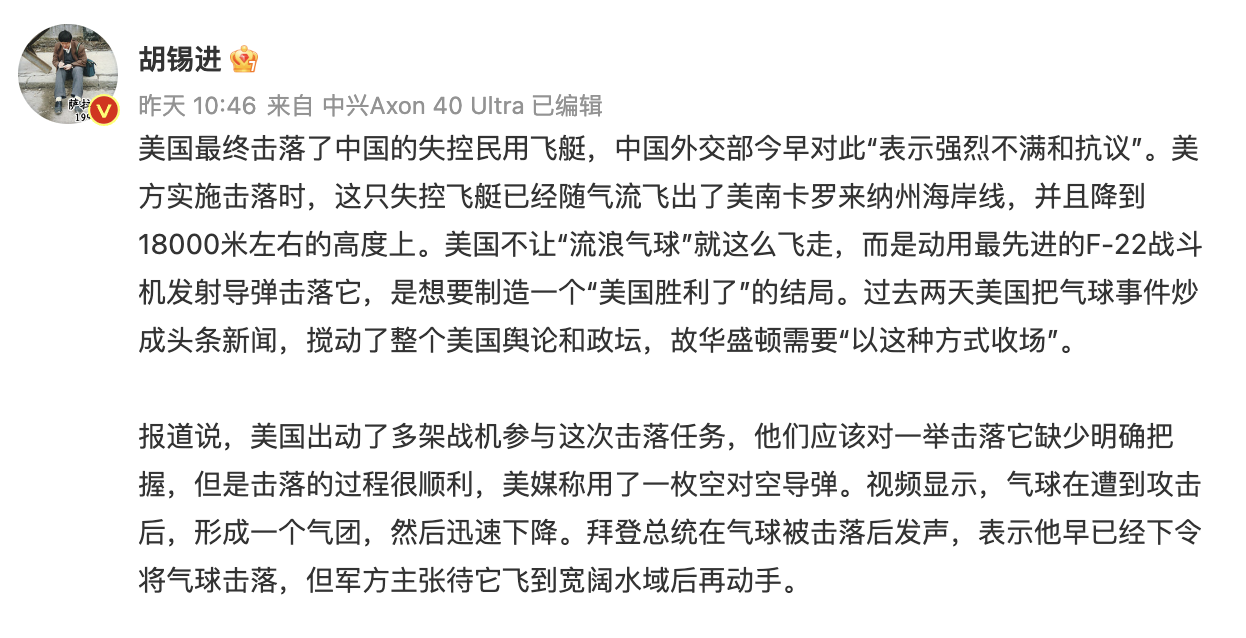 胡锡进
昨天 10:46 来自 中兴Axon 40 Ultra 已编辑
美国最终击落了中国的失控民用飞艇，中国外交部今早对此“表示强烈不满和抗议”。美
方实施击落时，这只失控飞艇已经随气流飞出了美南卡罗来纳州海岸线，并且降到
18000米左右的高度上。美国不让“流浪气球”就这么飞走，而是动用最先进的F-22战斗
机发射导弹击落它，是想要制造一个“美国胜利了”的结局。过去两天美国把气球事件炒
成头条新闻，搅动了整个美国舆论和政坛，故华盛顿需要“以这种方式收场”。
报道说，美国出动了多架战机参与这次击落任务，他们应该对一举击落它缺少明确把
握，但是击落的过程很顺利，美媒称用了一枚空对空导弹。视频显示，气球在遭到攻击
后，形成一个气团，然后迅速下降。拜登总统在气球被击落后发声，表示他早已经下令
将气球击落，但军方主张待它飞到宽阔水域后再动手。